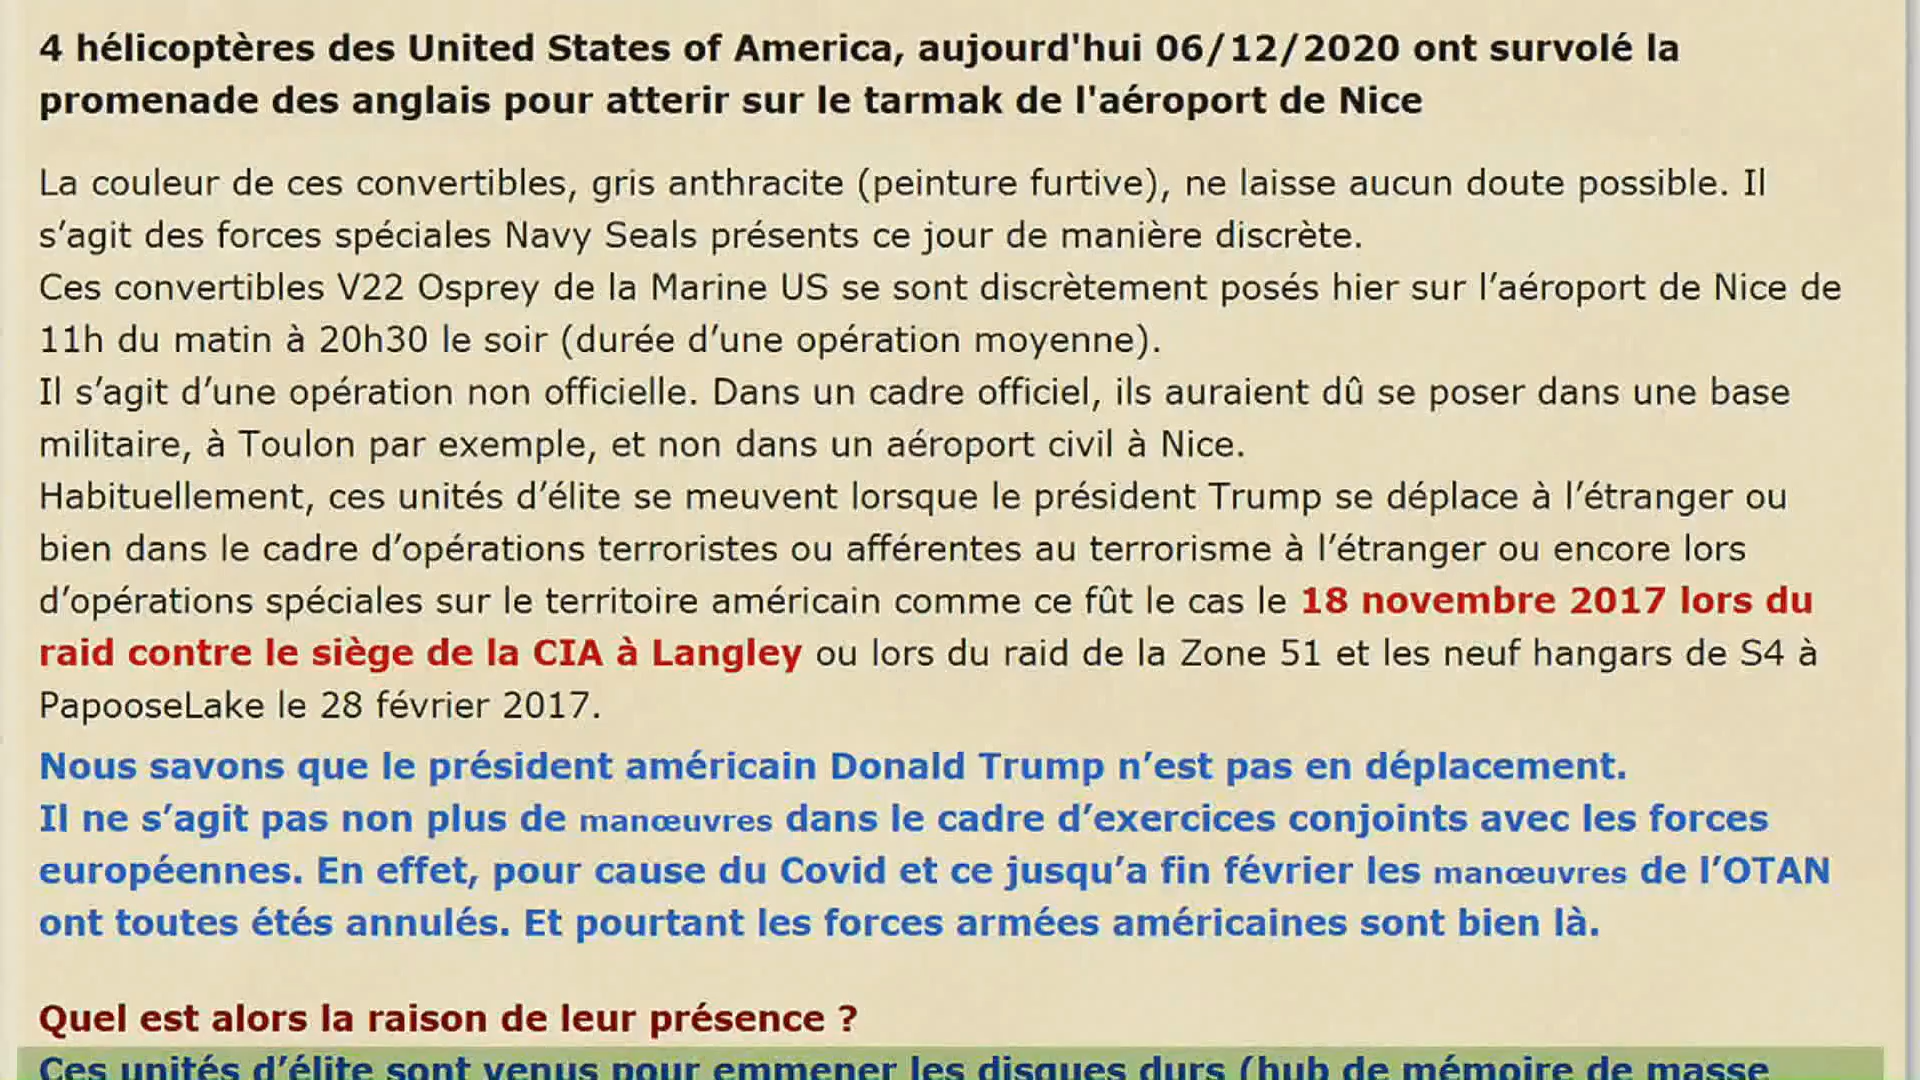 4 hélicoptères des United States of America, aujourd'hui 06/12/2020 ont survolé la
promenade des anglais pour atterir sur le tarmak de l'aéroport de Nice
La couleur de ces convertibles, gris anthracite (peinture furtive), ne laisse aucun doute possible. Il
s’agit des forces spéciales Navy Seals présents ce jour de manière discrète.
Ces convertibles V22 Osprey de la Marine US se sont discrètement posés hier sur l’aéroport de Nice de
11h du matin à 20h30 le soir (durée d’une opération moyenne).
Il s’agit d’une opération non officielle. Dans un cadre officiel, ils auraient dû se poser dans une base
militaire, à Toulon par exemple, et non dans un aéroport civil à Nice.
Habituellement, ces unités d’élite se meuvent lorsque le président Trump se déplace à l’étranger ou
bien dans le cadre d’opérations terroristes ou afférentes au terrorisme à l’étranger ou encore lors
d’opérations spéciales sur le territoire américain comme ce fût le cas le 18 novembre 2017 lors du
raid contre le siège de la CIA à Langley ou lors du raid de la Zone 51 et les neuf hangars de S4 à
PapooseLake le 28 février 2017.
Nous savons que le président américain Donald Trump n’est pas en déplacement.
Il ne s’agit pas non plus de manœuvres dans le cadre d’exercices conjoints avec les forces
européennes. En effet, pour cause du Covid et ce jusqu’a fin février les manœuvres de l’OTAN
ont toutes étés annulés. Et pourtant les forces armées américaines sont bien là.
Quel est alors la raison de leur présence ?
Ces unités d’élite sont venus pour emmener les disques durs (hub de mémoire de masse